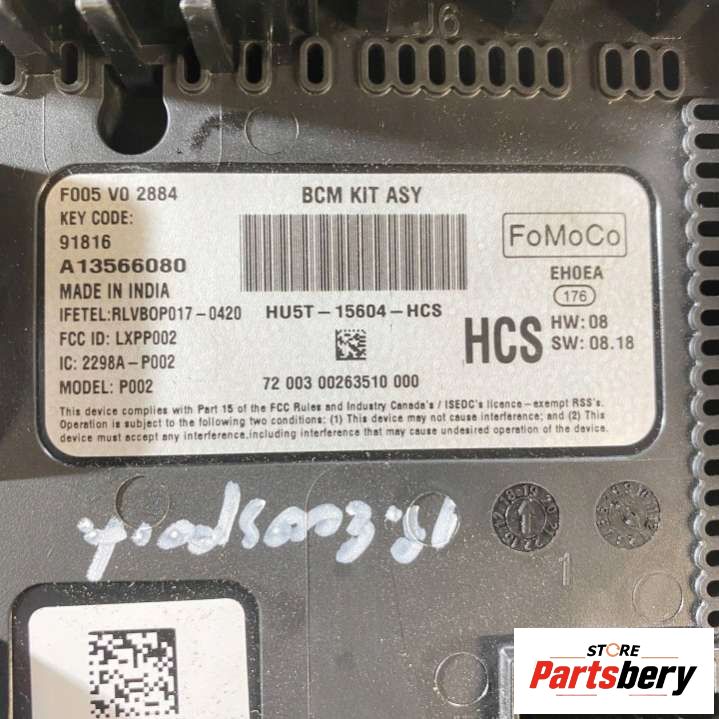 J6
F005 V0 2884
BCM KIT ASY
KEY CODE:
91816
FoMoCo
A13566080
EH0EA
MADE IN INDIA
176
IFETEL:RLVBOP017-0420
HU5T-15604-HCS
HCS
HW: 08
FCC ID: LXPP002
SW: 08.18
IC: 2298A-P002
MODEL: P002
72 003 00263510 000
This device complies with Part 15 of the FCC Rules and Industry Canada's / ISEDC's licence-exempt RSS's.
Operation is subject to the following two conditions: (1) This device may not cause interference; and (2) This
device must accept any interference,including interference that may cause undesired operation of the device.
1
STORE
Partsbery